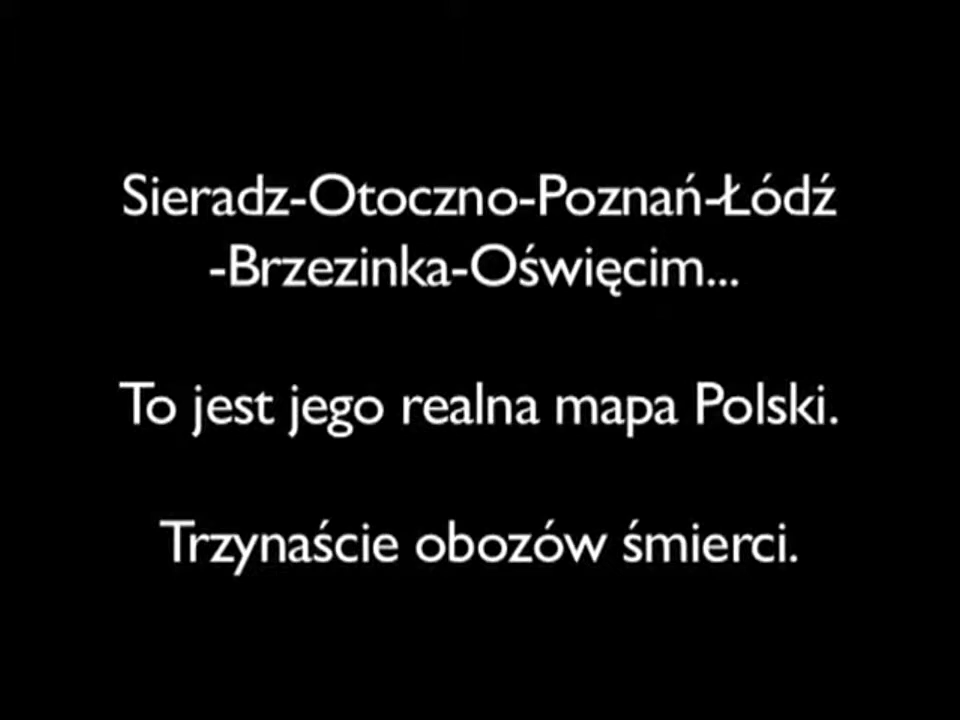 Sieradz-Otoczno-Poznań-Łódź
-Brzezinka-Oświęcim...
To jest jego realna mapa Polski.
Trzynaście obozów śmierci.